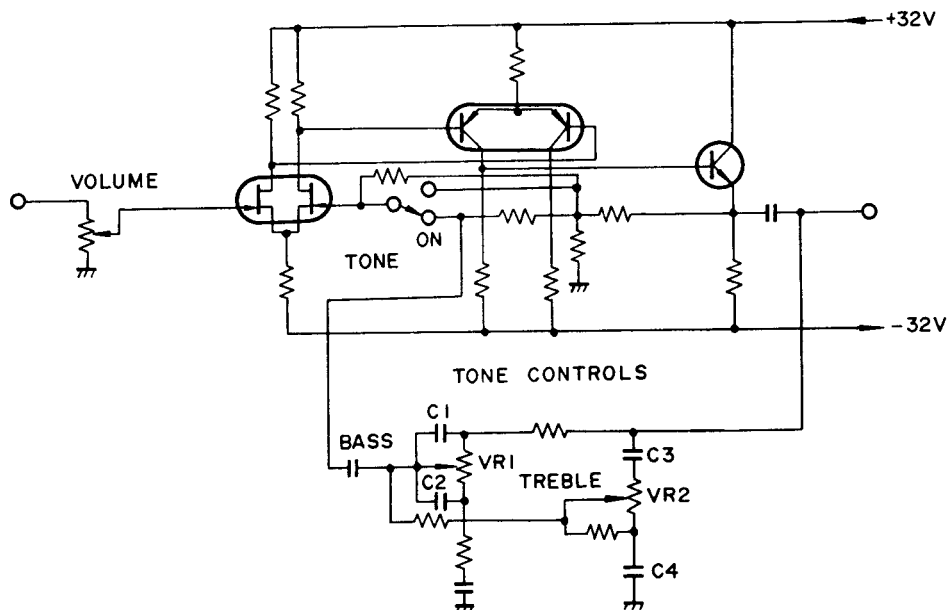 +32V
VOLUME
ON
TONE
-32V
TONE CONTROLS
C1
BASS
VR1
C3
C2
TREBLE
VR2
C4